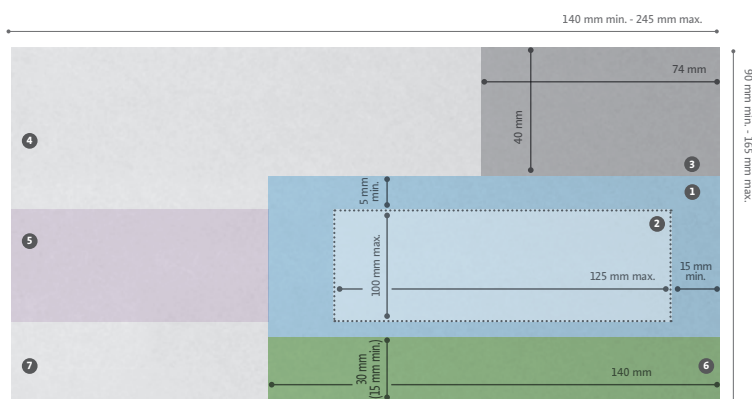 140 mm min. - 245 mm max.
74 mm
90 mm min. - 165 mm max.
40 mm
4
3
5 mm
min.
1
2
5
100 mm max.
125 mm max.
15 mm
min.
30 mm
(15 mm min.)
7
140 mm
6